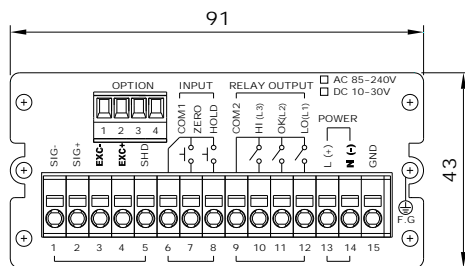 91
OPTION INPUT RELAY OUTPUT AC 85-240V
DC 10-30V
1 2 3 4
POWER
SIG-
SIG+
EXC-
EXC+
SHD
COM1
ZERO
HOLD
COM2
HI (L3)
OK(L2)
LO(L1)
L (+)
N (-)
GND
43
F.G
1 2 3 4 5 6 7 8 9 10 11 12 13 14 15